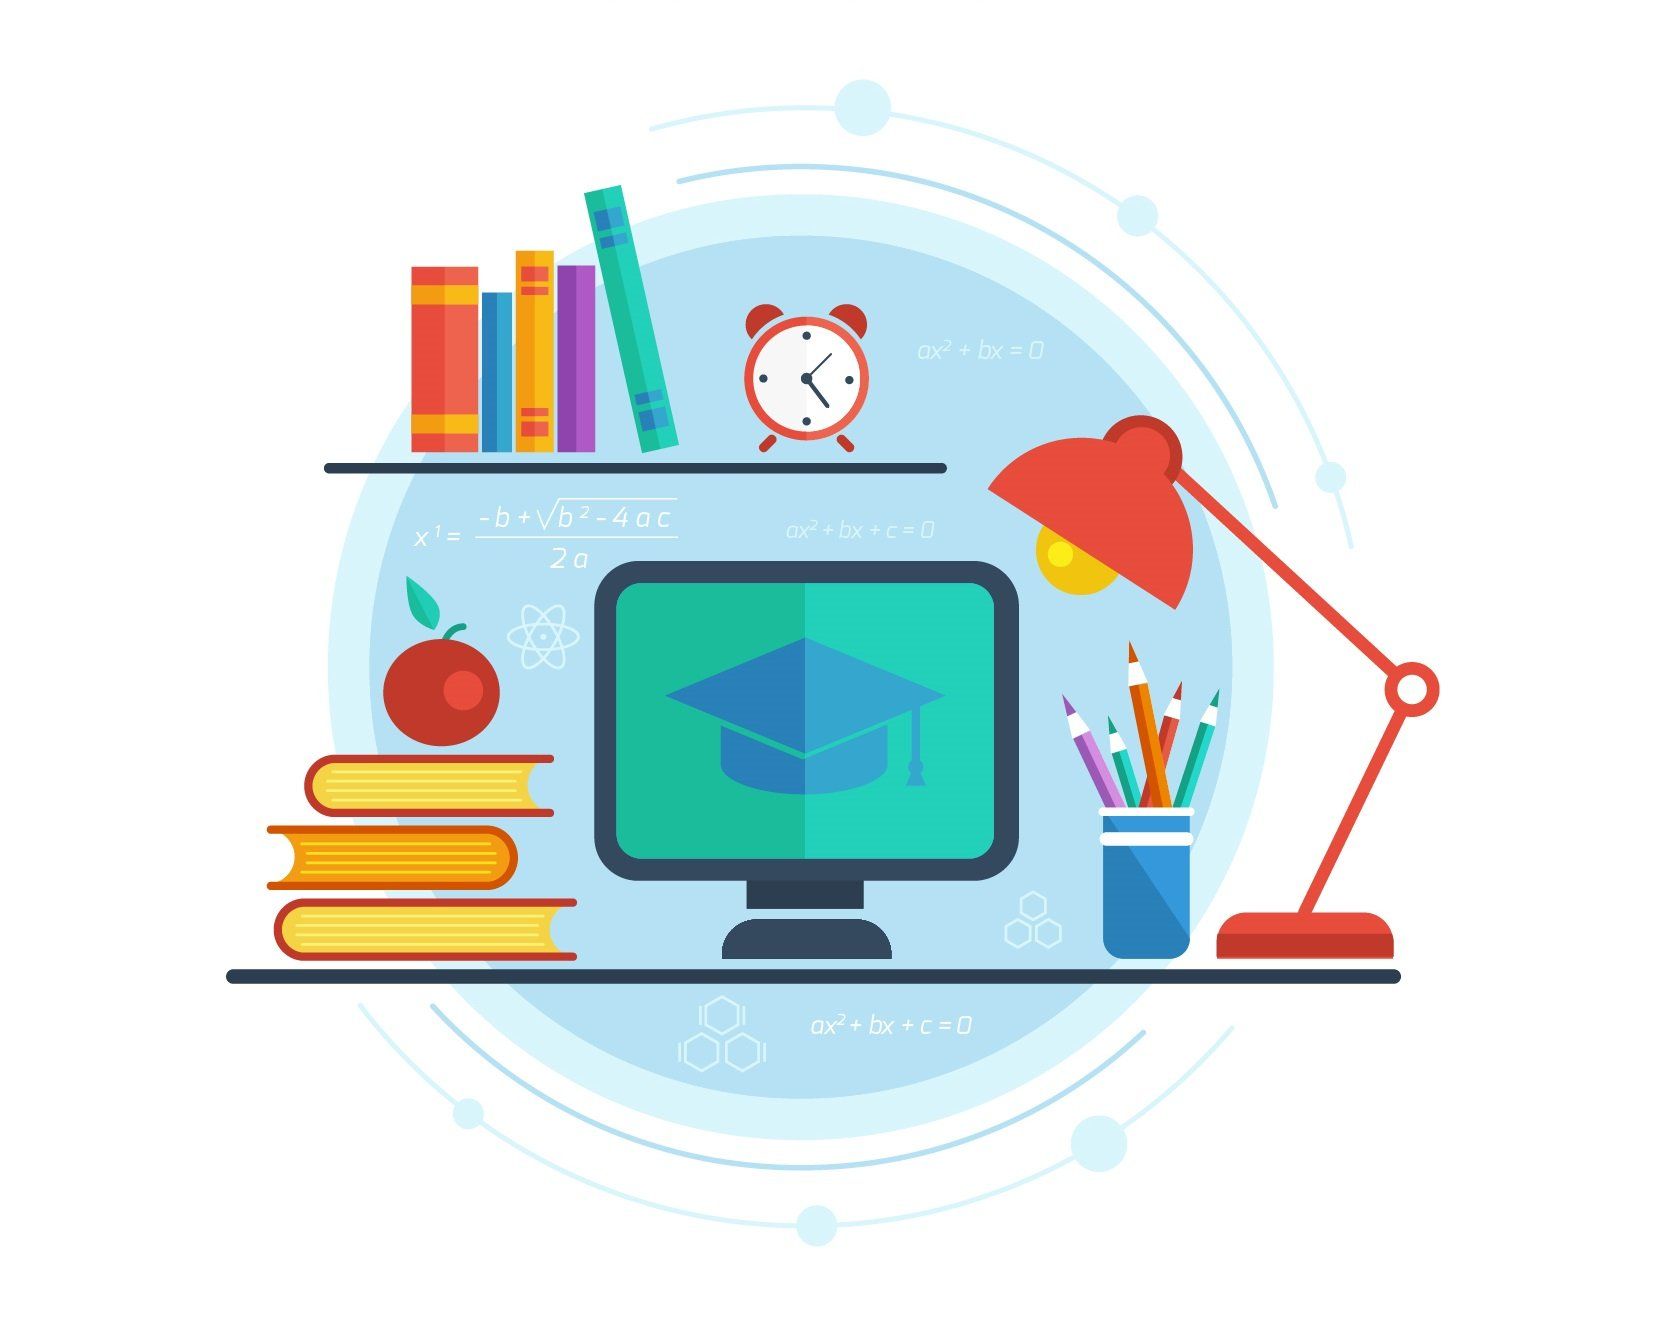 ax² + bx = 0
x¹ = -b + √b² - 4ac / 2a
ax² + bx + c = 0
ax² + bx + c = 0